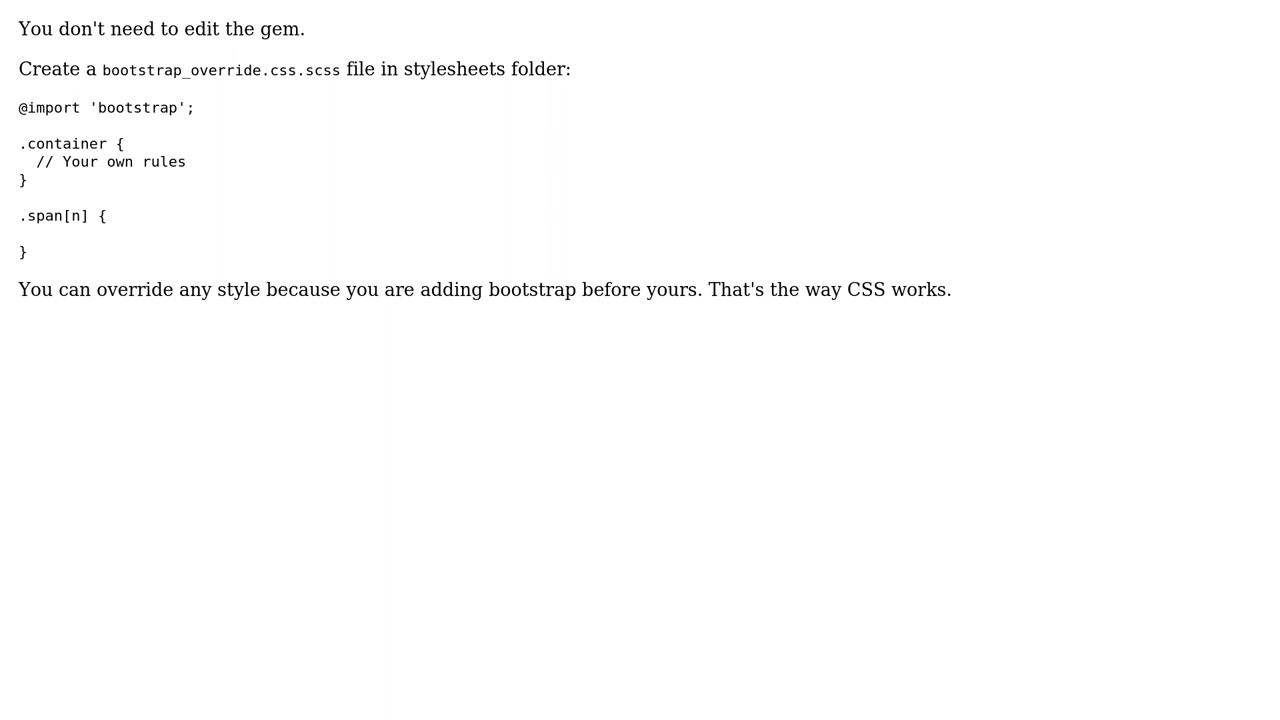 You don't need to edit the gem.
Create a bootstrap_override.css.scss file in stylesheets folder:
@import 'bootstrap';
.container {
  // Your own rules
}
.span[n] {
}
You can override any style because you are adding bootstrap before yours. That's the way CSS works.